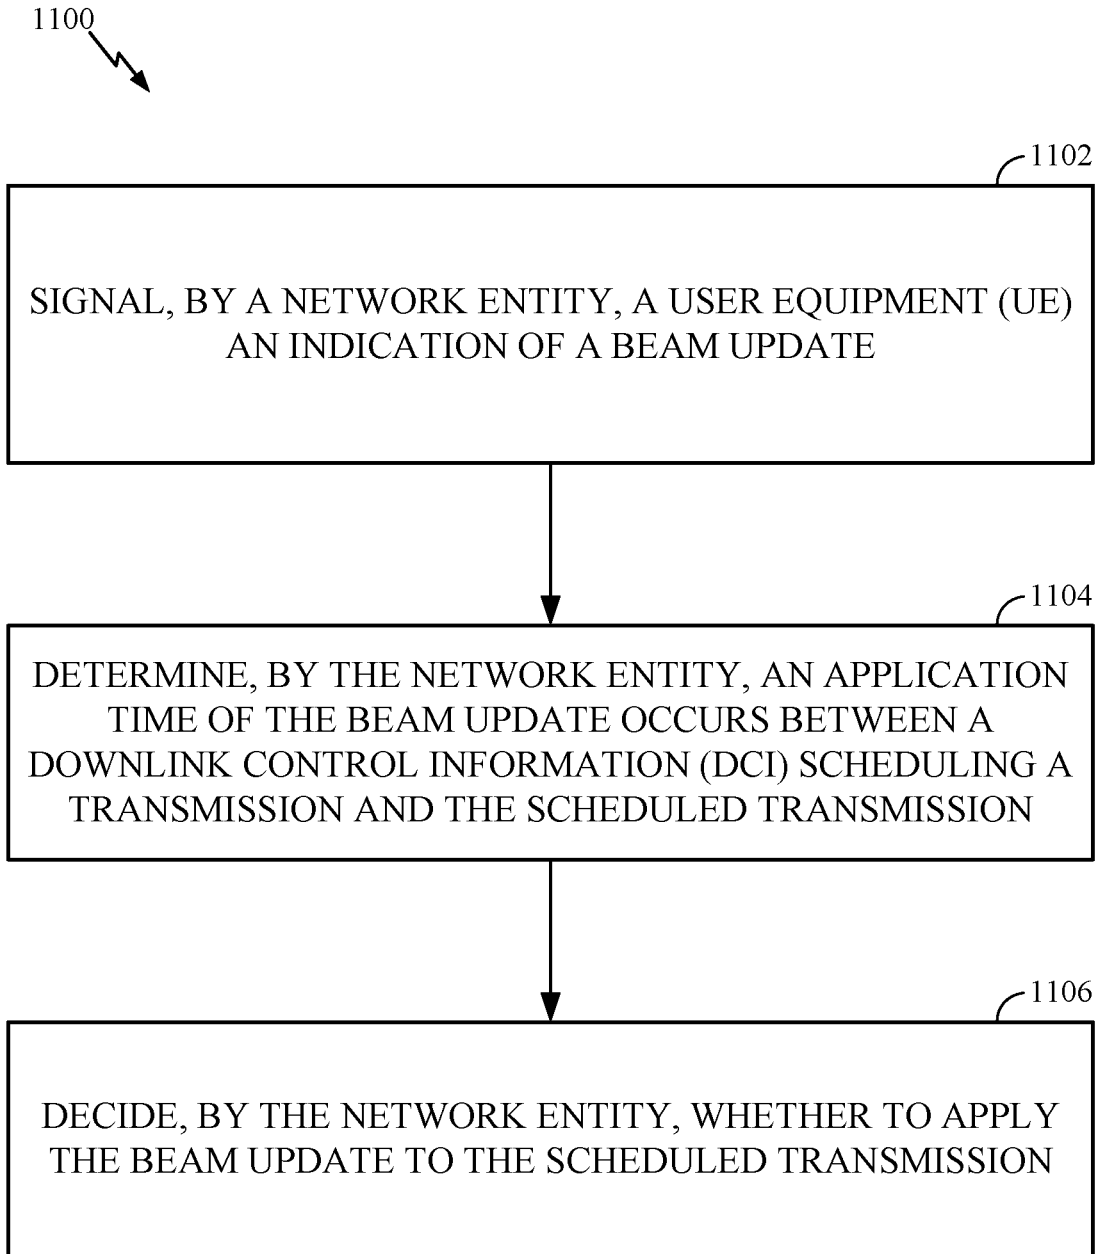 1100
1102
SIGNAL, BY A NETWORK ENTITY, A USER EQUIPMENT (UE)
AN INDICATION OF A BEAM UPDATE
1104
DETERMINE, BY THE NETWORK ENTITY, AN APPLICATION
TIME OF THE BEAM UPDATE OCCURS BETWEEN A
DOWNLINK CONTROL INFORMATION (DCI) SCHEDULING A
TRANSMISSION AND THE SCHEDULED TRANSMISSION
1106
DECIDE, BY THE NETWORK ENTITY, WHETHER TO APPLY
THE BEAM UPDATE TO THE SCHEDULED TRANSMISSION